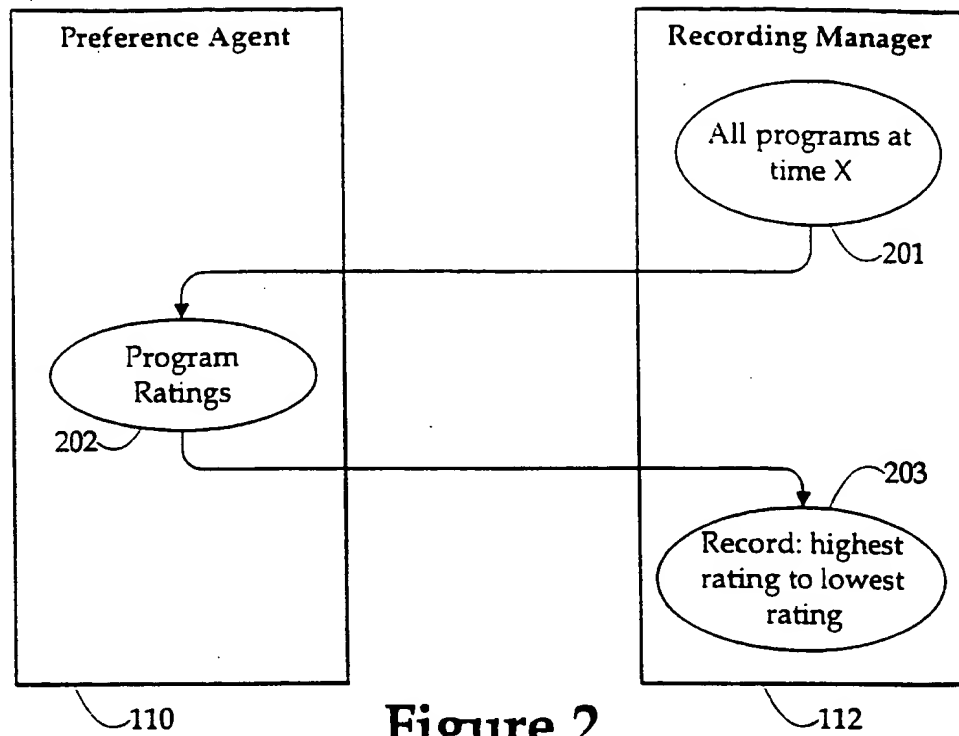 Preference Agent
Recording Manager
All programs at
time X
201
Program
Ratings
202
203
Record: highest
rating to lowest
rating
110
Figure 2
112